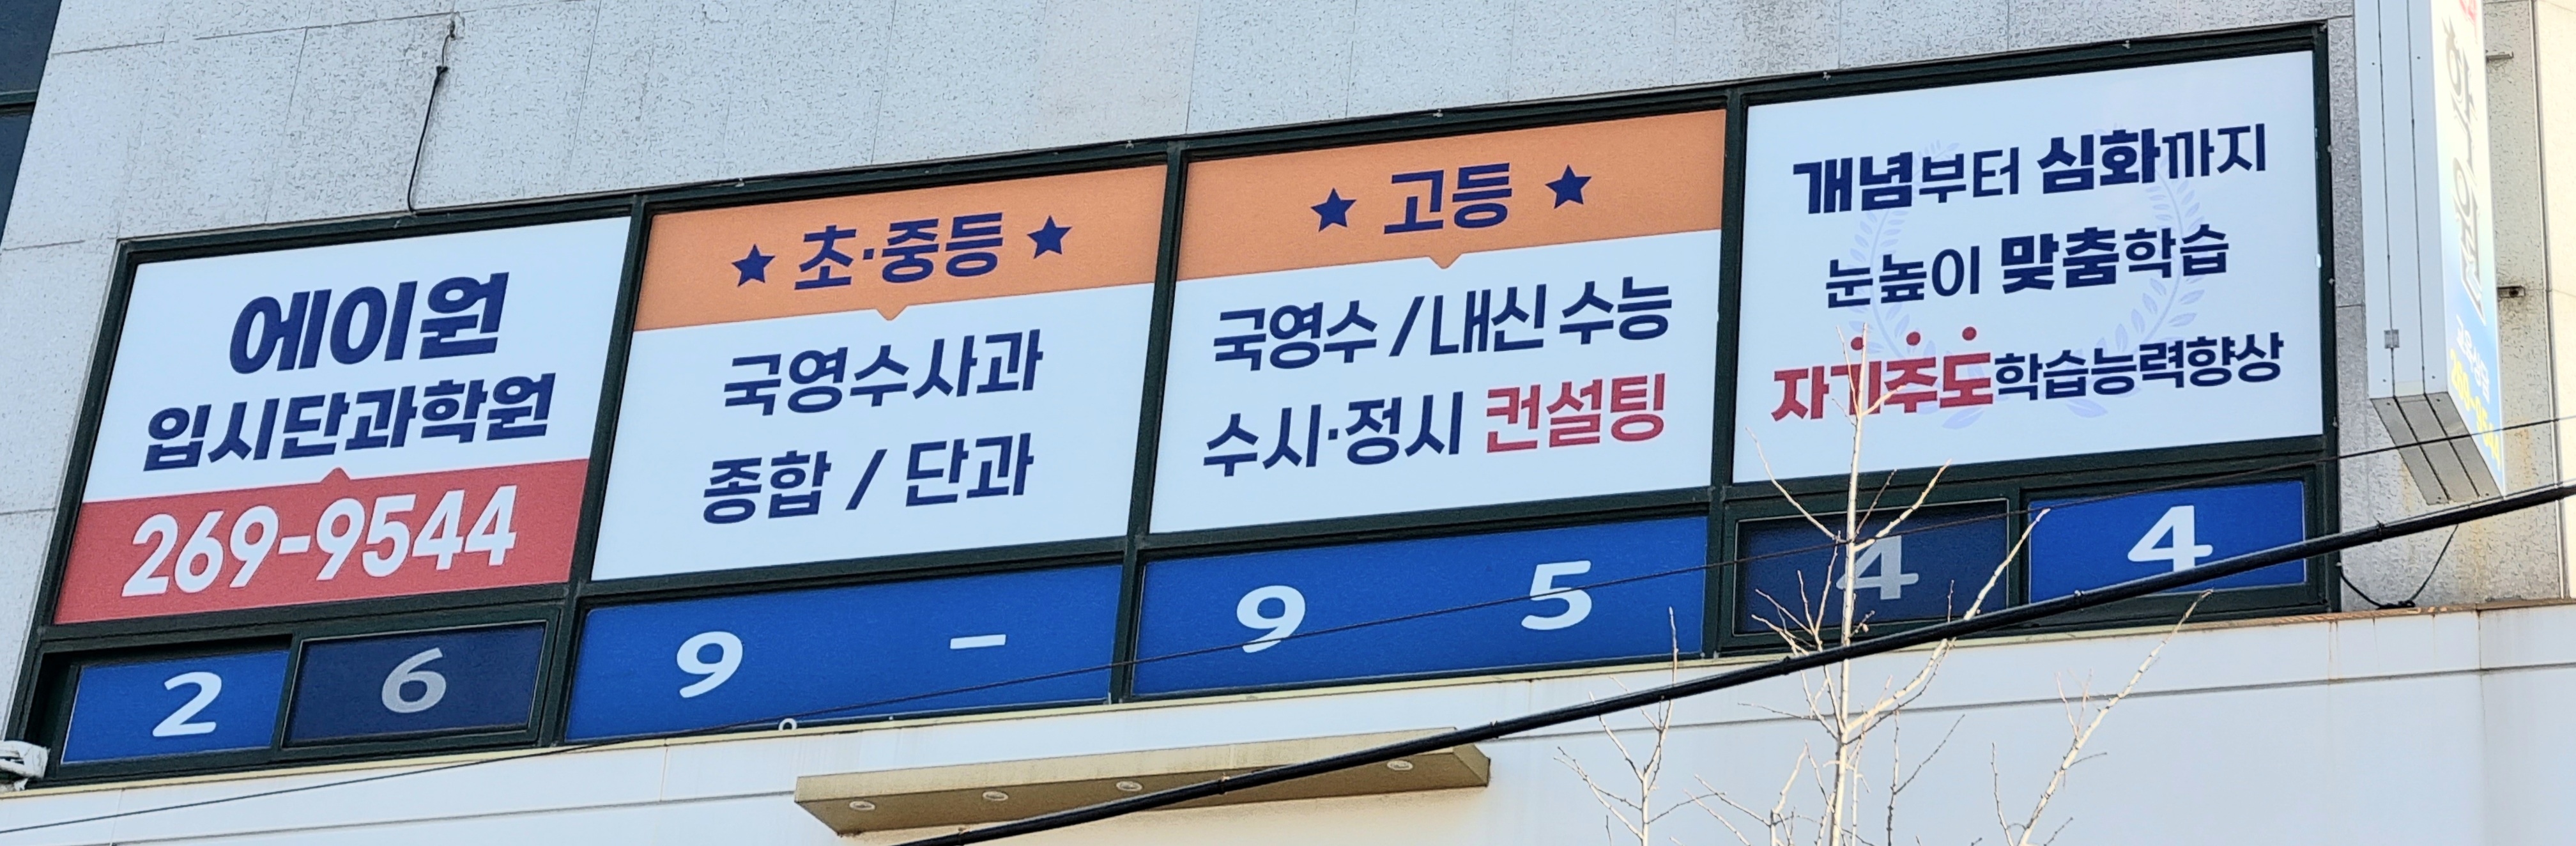 에이원
입시단과학원
269-9544
★ 초·중등 ★
국영수사과
종합 / 단과
★ 고등 ★
국영수 / 내신 수능
수시·정시 컨설팅
개념부터 심화까지
눈높이 맞춤학습
자기주도학습능력향상
2 6 9 - 9 5 4 4